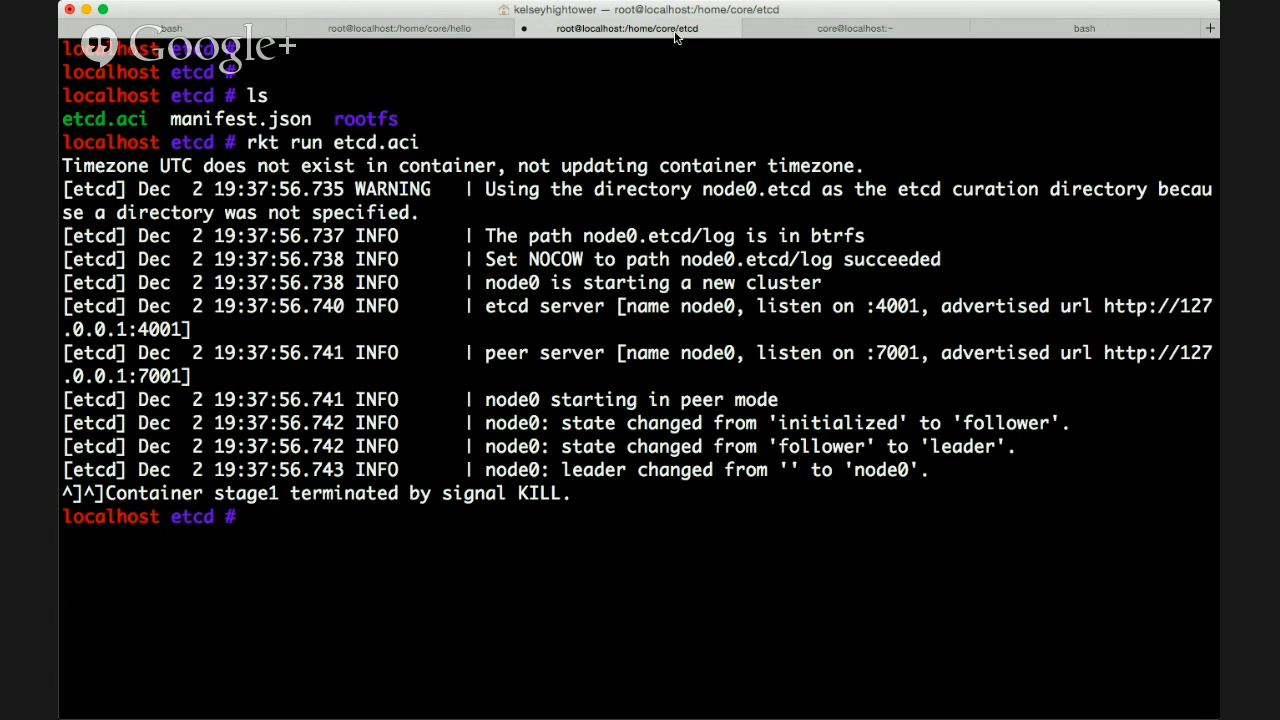 kelseyhightower — root@localhost:/home/core/etcd
bash root@localhost:/home/core/hello root@localhost:/home/core/etcd core@localhost:~ bash +
Google+
localhost etcd #
localhost etcd #
localhost etcd # ls
etcd.aci manifest.json rootfs
localhost etcd # rkt run etcd.aci
Timezone UTC does not exist in container, not updating container timezone.
[etcd] Dec  2 19:37:56.735 WARNING   | Using the directory node0.etcd as the etcd curation directory becau
se a directory was not specified.
[etcd] Dec  2 19:37:56.737 INFO      | The path node0.etcd/log is in btrfs
[etcd] Dec  2 19:37:56.738 INFO      | Set NOCOW to path node0.etcd/log succeeded
[etcd] Dec  2 19:37:56.738 INFO      | node0 is starting a new cluster
[etcd] Dec  2 19:37:56.740 INFO      | etcd server [name node0, listen on :4001, advertised url http://127
.0.0.1:4001]
[etcd] Dec  2 19:37:56.741 INFO      | peer server [name node0, listen on :7001, advertised url http://127
.0.0.1:7001]
[etcd] Dec  2 19:37:56.741 INFO      | node0 starting in peer mode
[etcd] Dec  2 19:37:56.742 INFO      | node0: state changed from 'initialized' to 'follower'.
[etcd] Dec  2 19:37:56.742 INFO      | node0: state changed from 'follower' to 'leader'.
[etcd] Dec  2 19:37:56.743 INFO      | node0: leader changed from '' to 'node0'.
^]^]Container stage1 terminated by signal KILL.
localhost etcd #